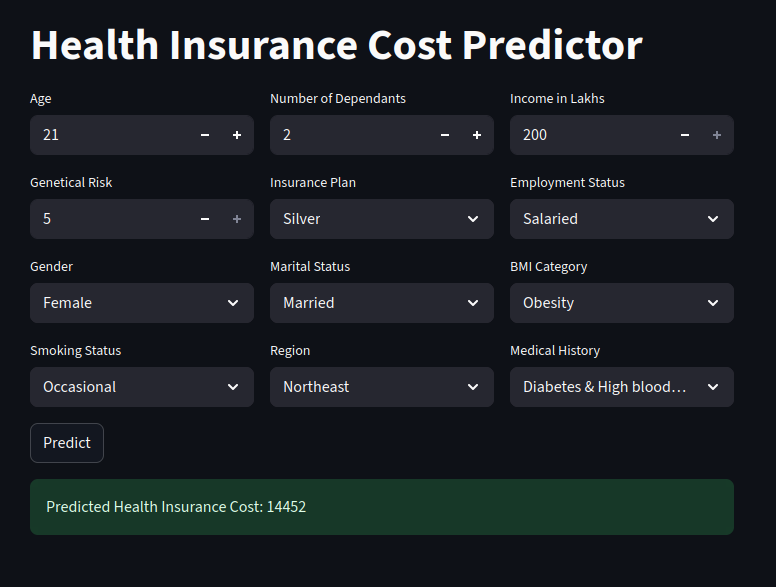 Health Insurance Cost Predictor
Age Number of Dependants Income in Lakhs
21 2 200
Genetical Risk Insurance Plan Employment Status
5 Silver Salaried
Gender Marital Status BMI Category
Female Married Obesity
Smoking Status Region Medical History
Occasional Northeast Diabetes & High blood…
Predict
Predicted Health Insurance Cost: 14452